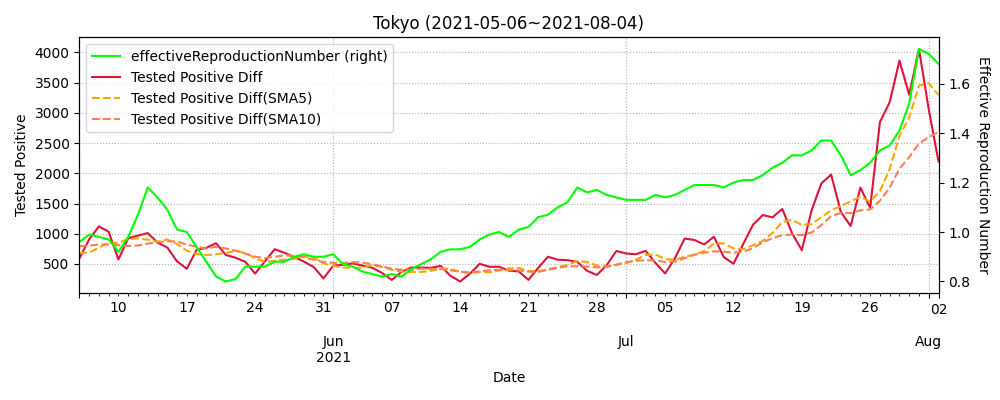 Tokyo (2021-05-06~2021-08-04)
effectiveReproductionNumber (right)
Tested Positive Diff
Tested Positive Diff(SMA5)
Tested Positive Diff(SMA10)
Tested Positive
4000
3500
3000
2500
2000
1500
1000
500
Effective Reproduction Number
1.6
1.4
1.2
1.0
0.8
10 17 24 31 07 14 21 28 05 12 19 26 02
Jun Jul Aug
2021
Date